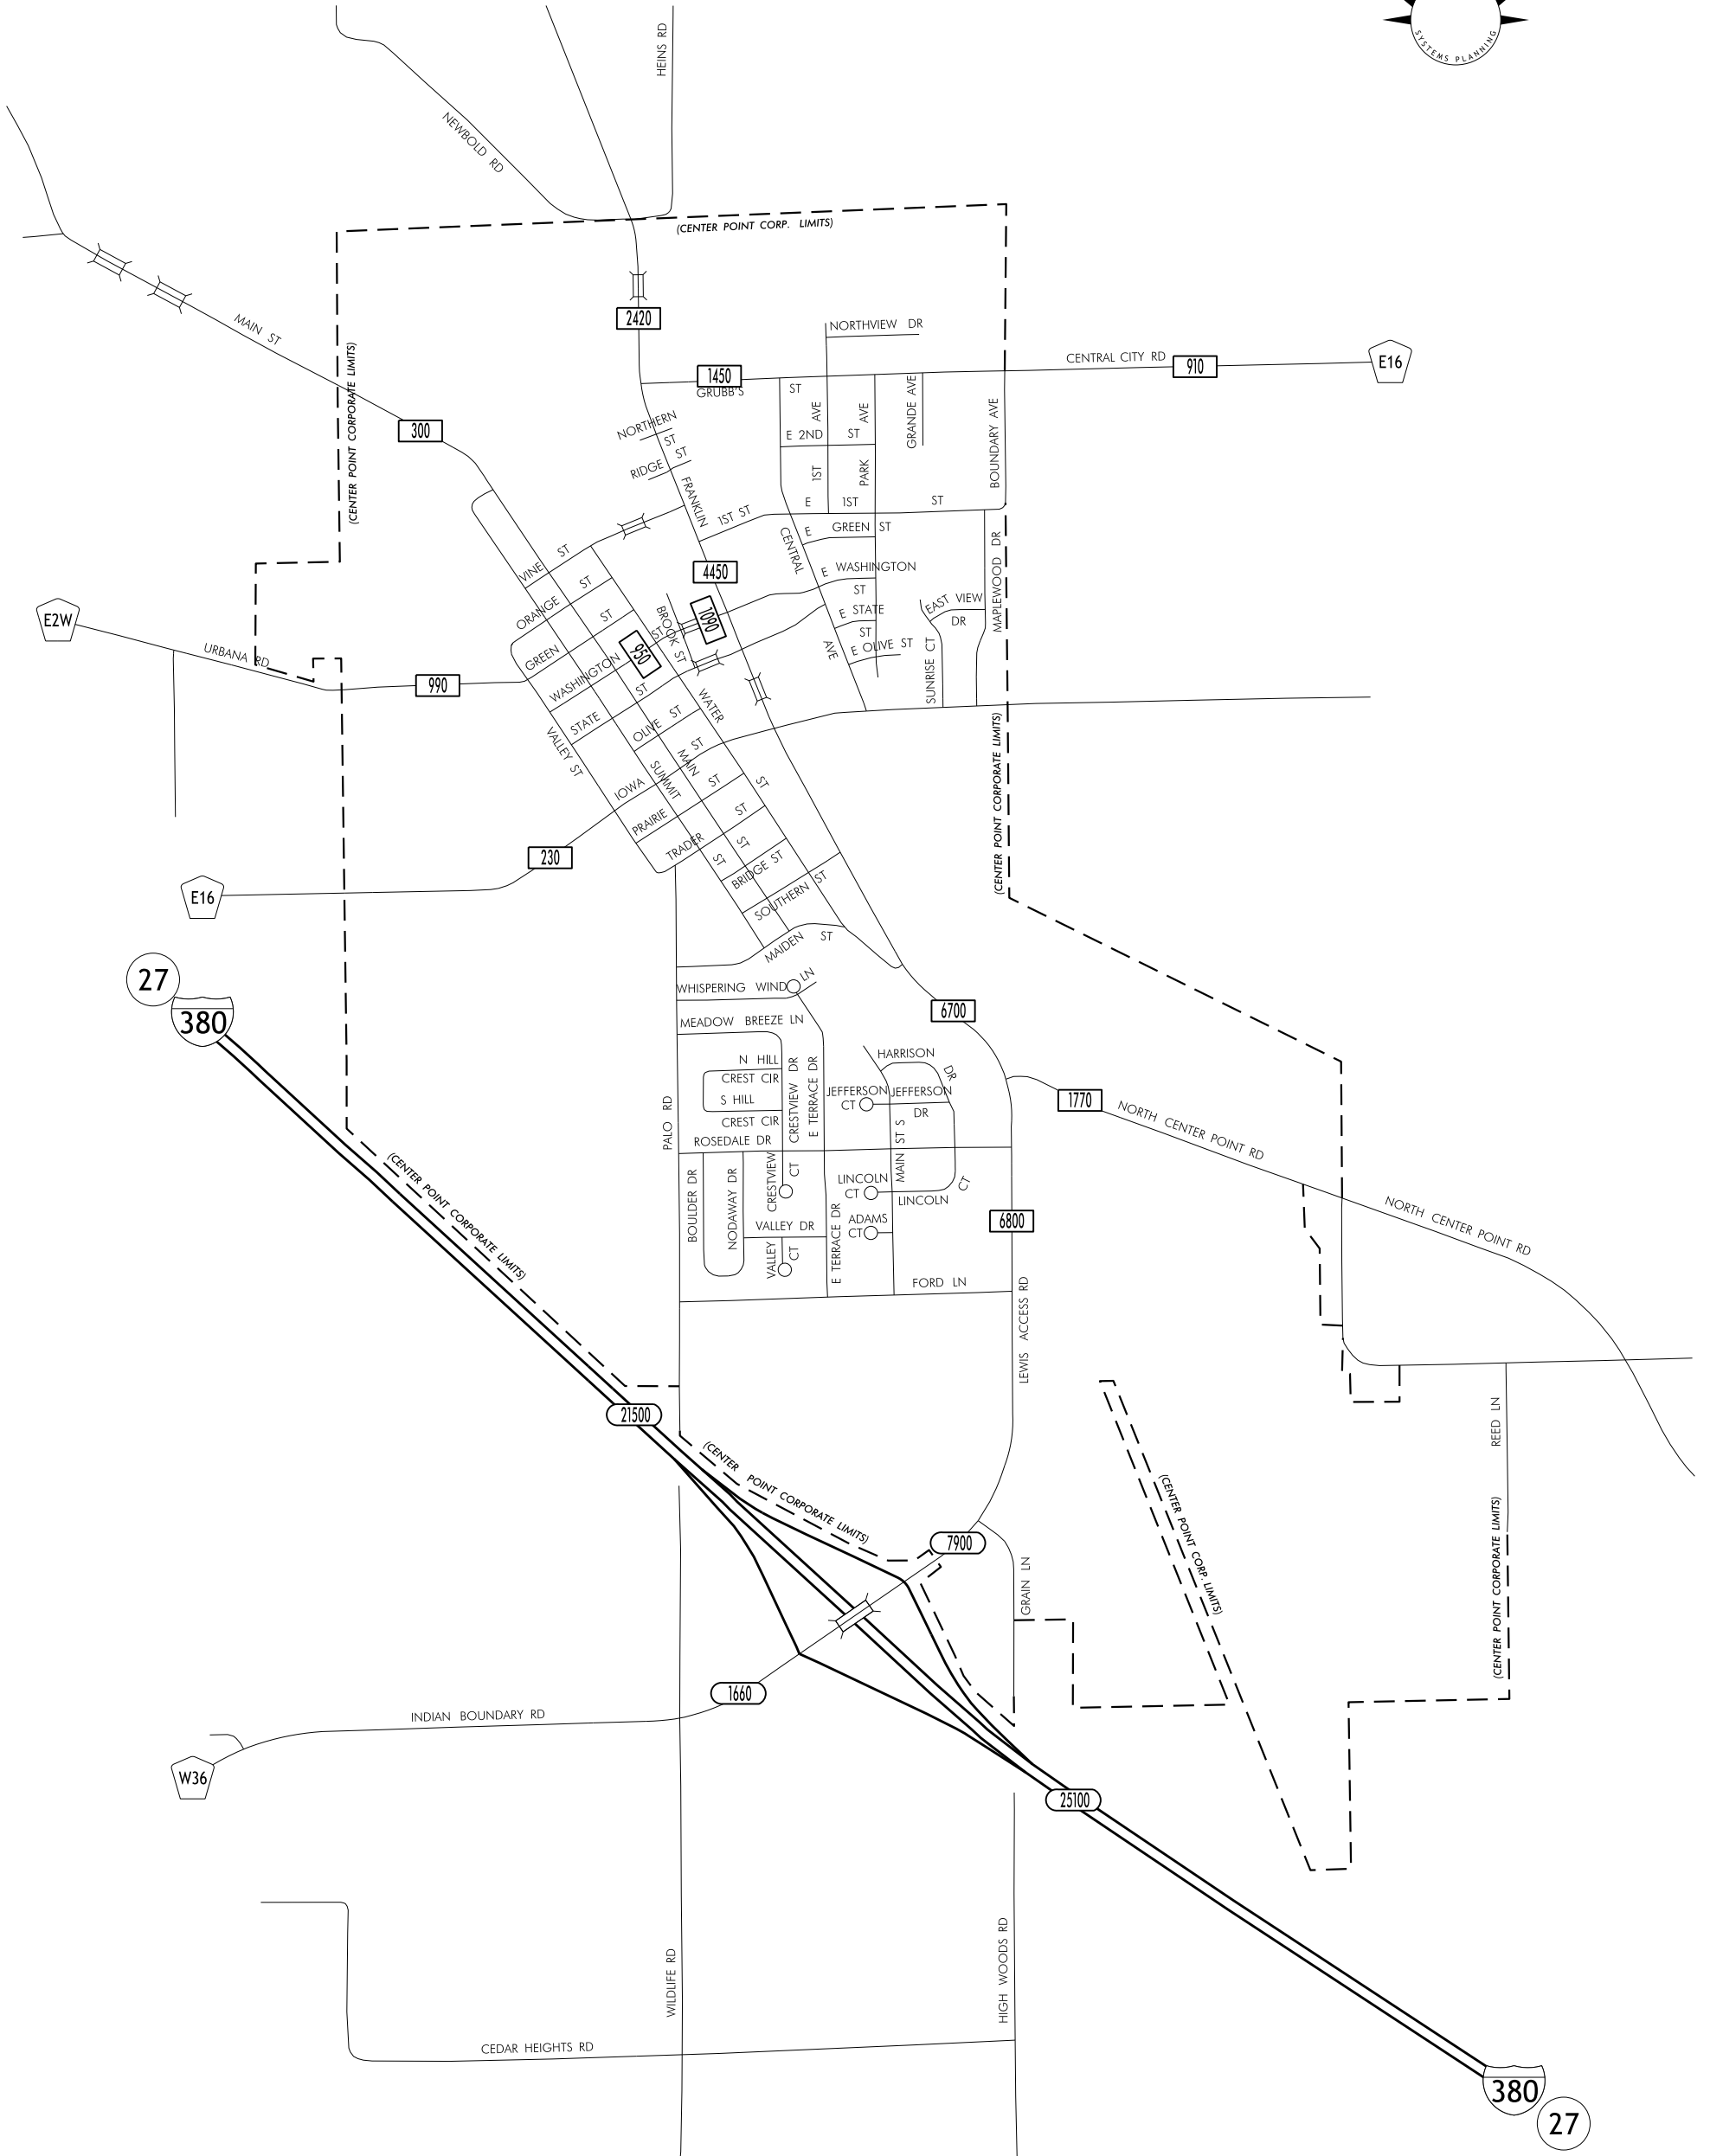 SYSTEMS PLANNING
HEINS RD
NEWBOLD RD
(CENTER POINT CORP. LIMITS)
2420
MAIN ST
NORTHVIEW DR
CENTRAL CITY RD
910
E16
1450
GRUBB'S ST
(CENTER POINT CORPORATE LIMITS)
300
NORTHERN ST
RIDGE ST
FRANKLIN
E 2ND ST
1ST AVE
PARK AVE
GRANDE AVE
BOUNDARY AVE
1ST ST
E 1ST ST
E GREEN ST
CENTRAL AVE
E WASHINGTON ST
E STATE ST
E OLIVE ST
EAST VIEW DR
SUNRISE CT
MAPLEWOOD DR
4450
1090
950
BROOK ST
VINE ST
ORANGE ST
GREEN ST
WASHINGTON ST
STATE ST
OLIVE ST
IOWA ST
PRAIRIE ST
TRADER ST
BRIDGE ST
SOUTHERN ST
MAIDEN ST
VALLEY ST
SUMMIT ST
MAIN ST
WATER ST
E2W
URBANA RD
990
230
E16
(CENTER POINT CORPORATE LIMITS)
27
380
WHISPERING WIND LN
MEADOW BREEZE LN
N HILL
CREST CIR
S HILL
CREST CIR
ROSEDALE DR
PALO RD
CRESTVIEW DR
E TERRACE DR
HARRISON DR
JEFFERSON CT
JEFFERSON DR
MAIN ST S
6700
1770
NORTH CENTER POINT RD
NORTH CENTER POINT RD
BOULDER DR
NODAWAY DR
CRESTVIEW CT
VALLEY DR
VALLEY CT
E TERRACE DR
LINCOLN CT
LINCOLN CT
ADAMS CT
6800
FORD LN
LEWIS ACCESS RD
(CENTER POINT CORPORATE LIMITS)
21500
(CENTER POINT CORPORATE LIMITS)
7900
GRAIN LN
(CENTER POINT CORP. LIMITS)
REED LN
(CENTER POINT CORPORATE LIMITS)
1660
INDIAN BOUNDARY RD
W36
25100
WILDLIFE RD
HIGH WOODS RD
CEDAR HEIGHTS RD
380
27